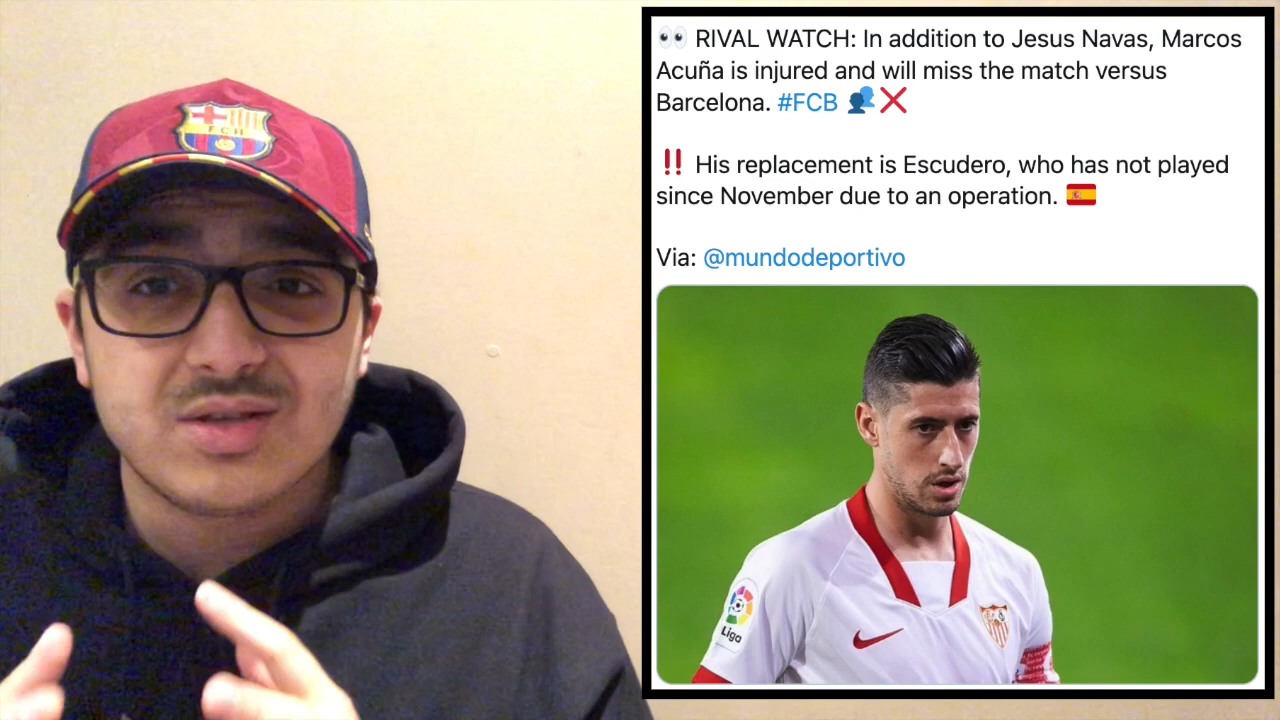 👀 RIVAL WATCH: In addition to Jesus Navas, Marcos
Acuña is injured and will miss the match versus
Barcelona. #FCB 👥❌
‼️ His replacement is Escudero, who has not played
since November due to an operation. 🇪🇸
Via: @mundodeportivo
Liga